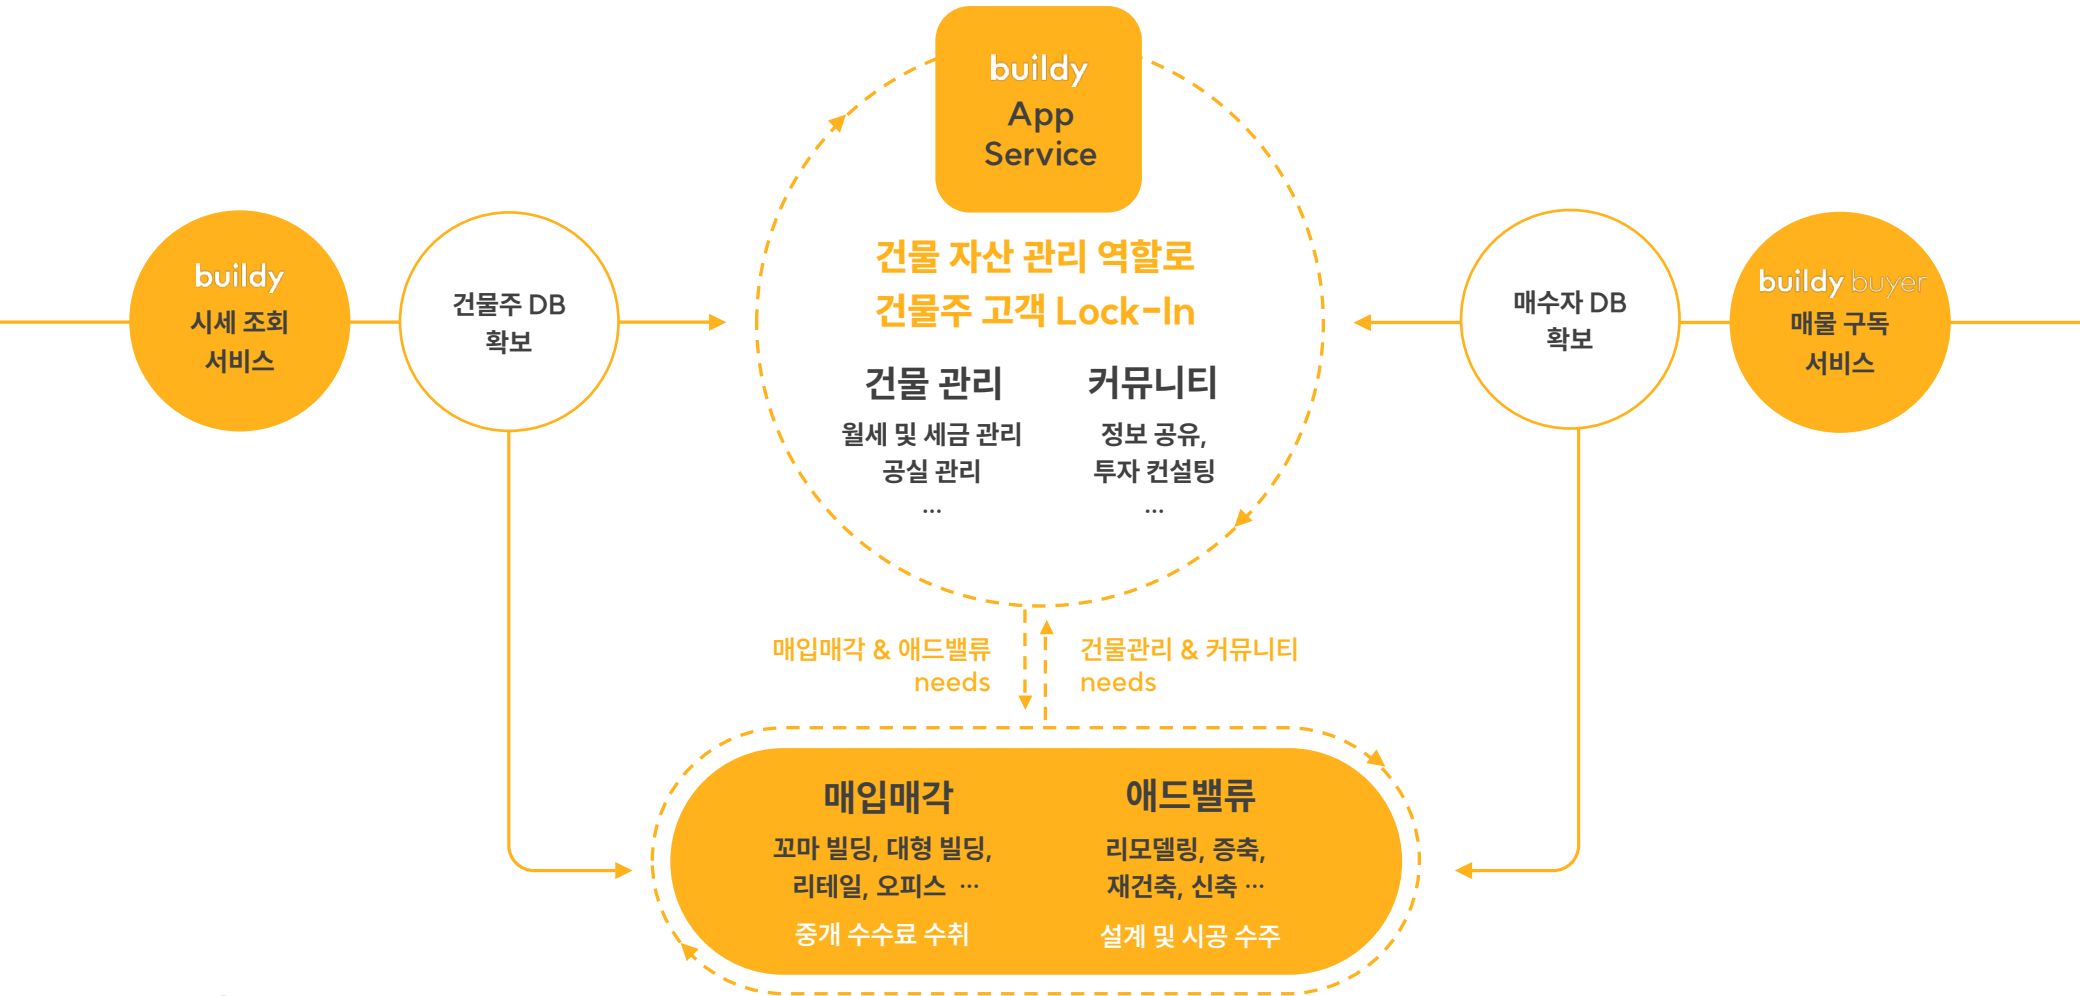 buildy
App
Service
buildy
시세 조회
서비스
건물주 DB
확보
건물 자산 관리 역할로
건물주 고객 Lock-In
건물 관리
월세 및 세금 관리
공실 관리
...
커뮤니티
정보 공유,
투자 컨설팅
...
매수자 DB
확보
buildy buyer
매물 구독
서비스
매입매각 & 애드밸류
needs
건물관리 & 커뮤니티
needs
매입매각
꼬마 빌딩, 대형 빌딩,
리테일, 오피스 ...
중개 수수료 수취
애드밸류
리모델링, 증축,
재건축, 신축 ...
설계 및 시공 수주